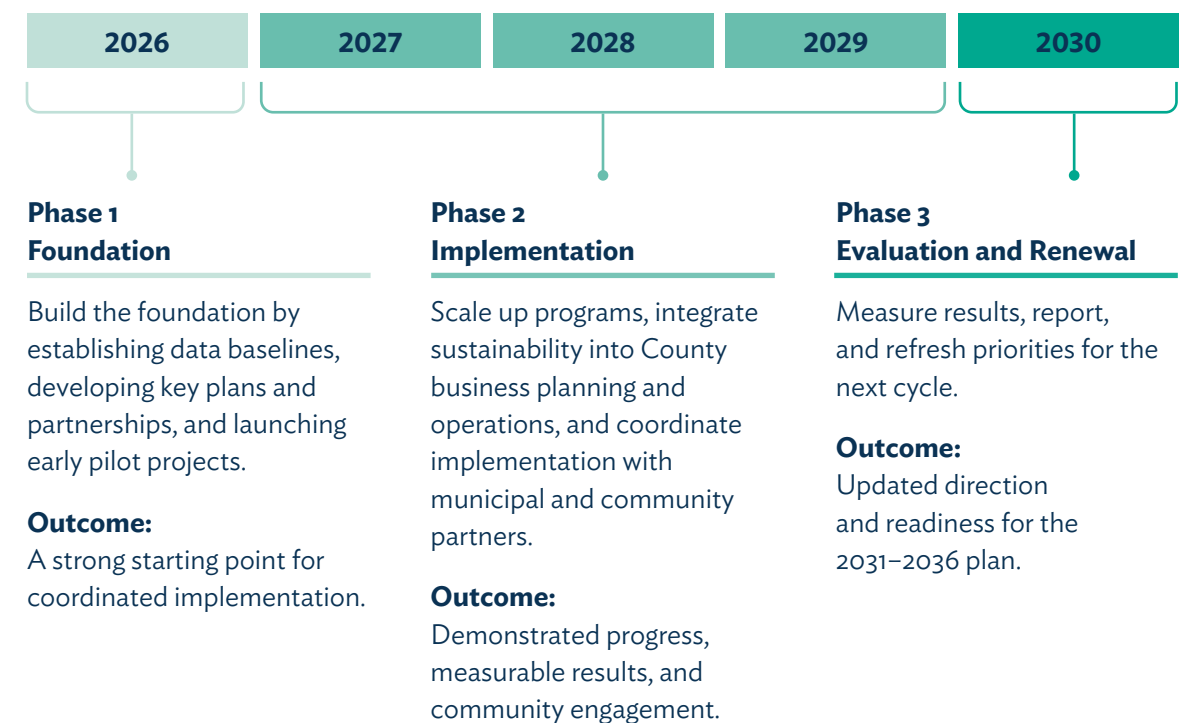 2026
2027
2028
2029
2030
Phase 1
Foundation
Build the foundation by
establishing data baselines,
developing key plans and
partnerships, and launching
early pilot projects.
Outcome:
A strong starting point for
coordinated implementation.
Phase 2
Implementation
Scale up programs, integrate
sustainability into County
business planning and
operations, and coordinate
implementation with
municipal and community
partners.
Outcome:
Demonstrated progress,
measurable results, and
community engagement.
Phase 3
Evaluation and Renewal
Measure results, report,
and refresh priorities for the
next cycle.
Outcome:
Updated direction
and readiness for the
2031–2036 plan.